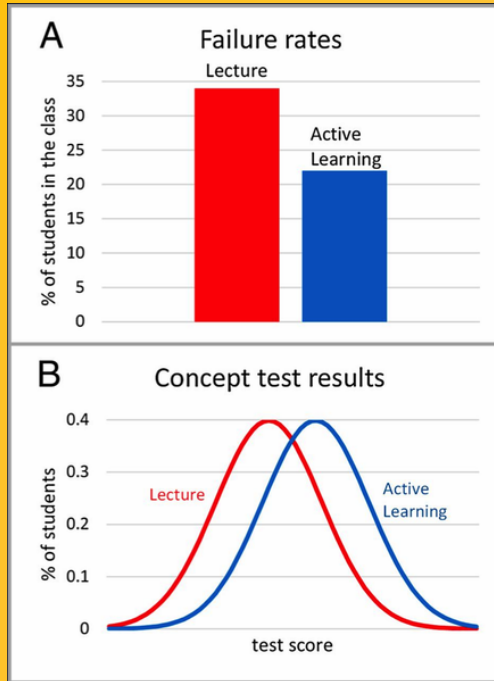 A
Failure rates
Lecture
Active
Learning
% of students in the class
35
30
25
20
15
10
5
0
B
Concept test results
Lecture
Active
Learning
% of students
0.4
0.3
0.2
0.1
0
test score